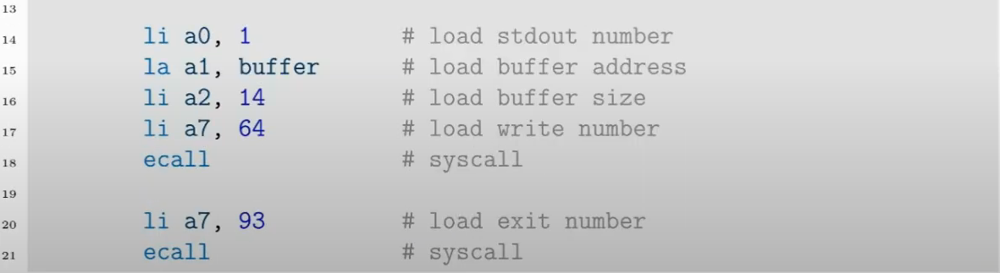 13
14 li a0, 1 # load stdout number
15 la a1, buffer # load buffer address
16 li a2, 14 # load buffer size
17 li a7, 64 # load write number
18 ecall # syscall
19
20 li a7, 93 # load exit number
21 ecall # syscall